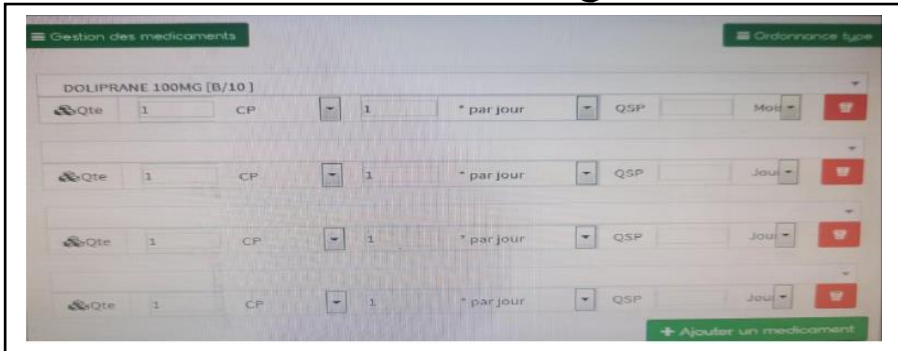 Gestion des medicaments Ordonnance type
DOLIPRANE 100MG [B/10 ]
Qte 1 CP 1 * par jour QSP Mois
Qte 1 CP 1 * par jour QSP Jou
Qte 1 CP 1 * par jour QSP Jou
Qte 1 CP 1 * par jour QSP Jou
+ Ajouter un medicament